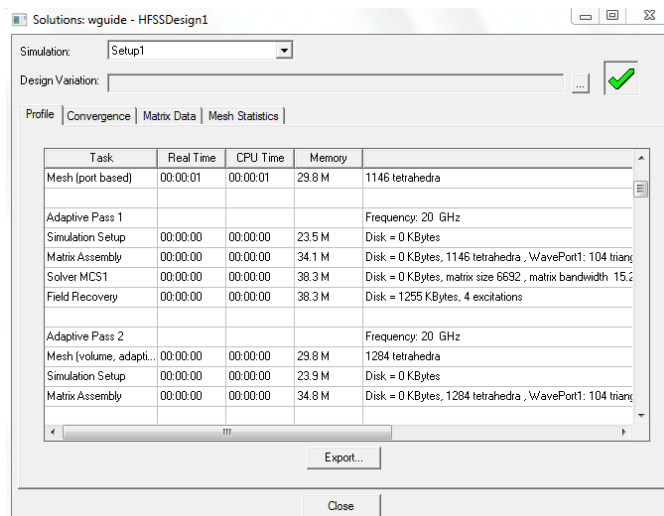 Solutions: wguide - HFSSDesign1
Simulation: Setup1
Design Variation: ...
Profile Convergence Matrix Data Mesh Statistics
Task Real Time CPU Time Memory
Mesh (port based) 00:00:01 00:00:01 29.8 M 1146 tetrahedra
Adaptive Pass 1 Frequency: 20 GHz
Simulation Setup 00:00:00 00:00:00 23.5 M Disk = 0 KBytes
Matrix Assembly 00:00:00 00:00:00 34.1 M Disk = 0 KBytes, 1146 tetrahedra , WavePort1: 104 triang
Solver MCS1 00:00:00 00:00:00 38.3 M Disk = 0 KBytes, matrix size 6692 , matrix bandwidth 15.2
Field Recovery 00:00:00 00:00:00 38.3 M Disk = 1255 KBytes, 4 excitations
Adaptive Pass 2 Frequency: 20 GHz
Mesh (volume, adapti... 00:00:00 00:00:00 29.8 M 1284 tetrahedra
Simulation Setup 00:00:00 00:00:00 23.9 M Disk = 0 KBytes
Matrix Assembly 00:00:00 00:00:00 34.8 M Disk = 0 KBytes, 1284 tetrahedra , WavePort1: 104 triang
Export...
Close